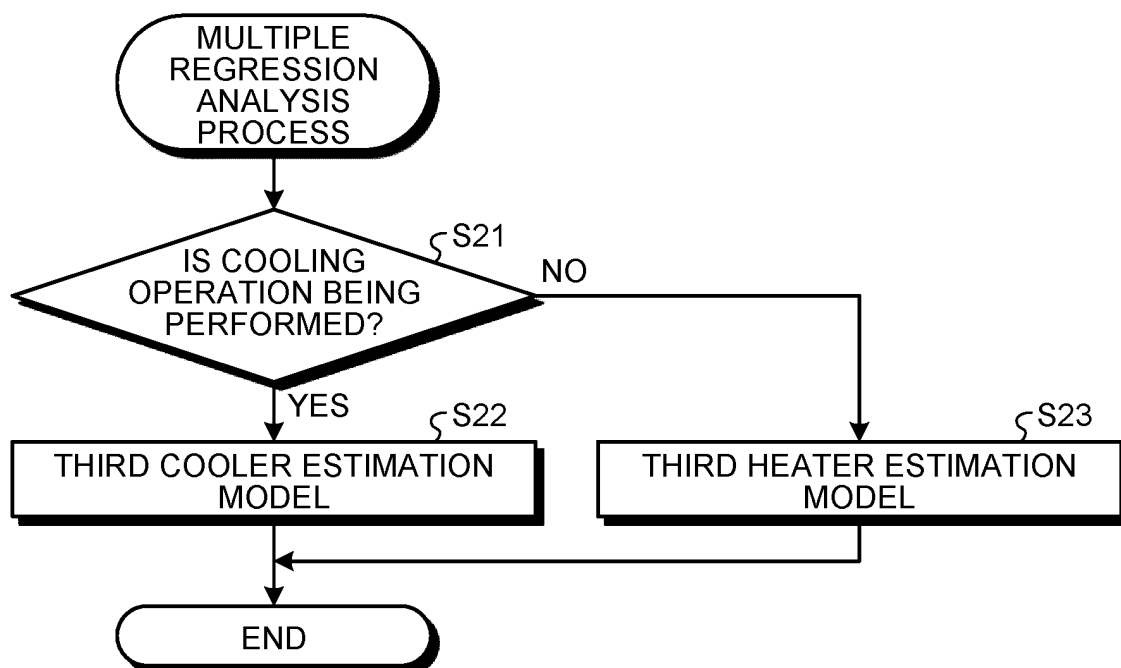 MULTIPLE
REGRESSION
ANALYSIS
PROCESS
S21
IS COOLING
OPERATION BEING
PERFORMED?
NO
YES
S22
THIRD COOLER ESTIMATION
MODEL
S23
THIRD HEATER ESTIMATION
MODEL
END